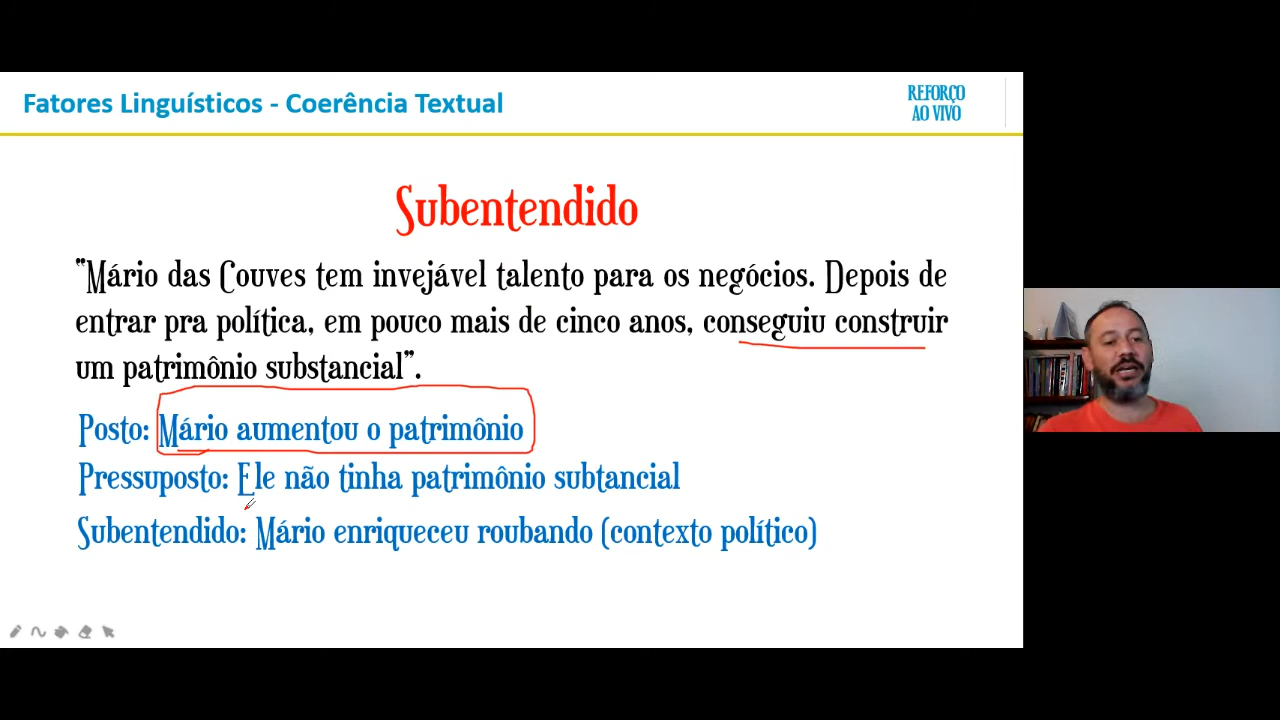 Fatores Linguísticos - Coerência Textual
REFORÇO
AO VIVO
Subentendido
"Mário das Couves tem invejável talento para os negócios. Depois de
entrar pra política, em pouco mais de cinco anos, conseguiu construir
um patrimônio substancial".
Posto: Mário aumentou o patrimônio
Pressuposto: Ele não tinha patrimônio subtancial
Subentendido: Mário enriqueceu roubando (contexto político)